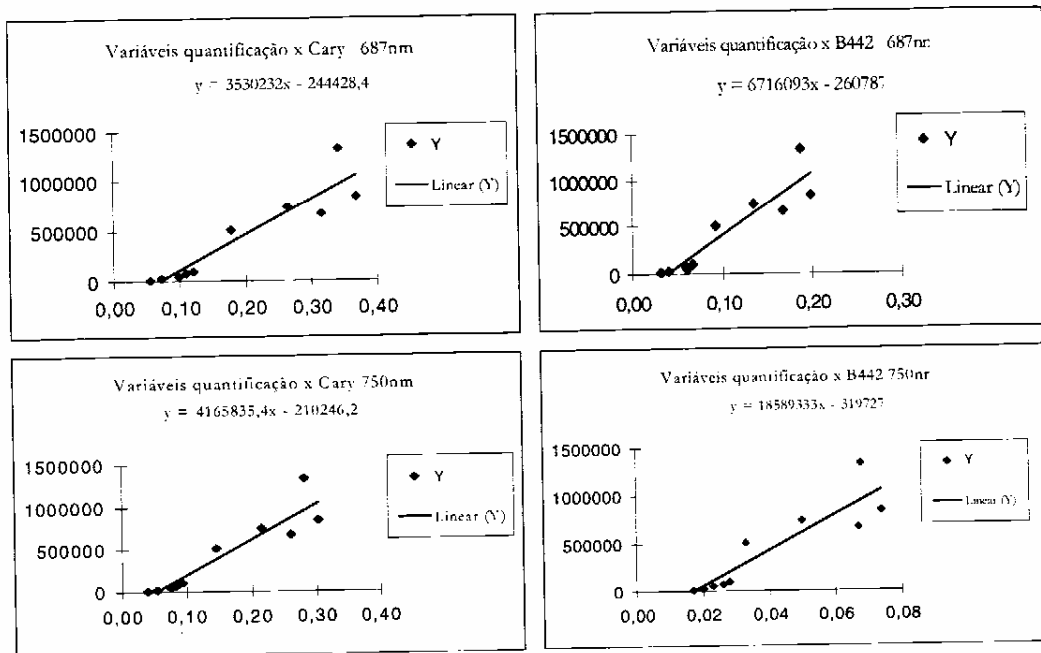 Variáveis quantificação x Cary 687nm
y = 3530232x - 244428,4
1500000
1000000
500000
0
0,00 0,10 0,20 0,30 0,40
Y
Linear (Y)
Variáveis quantificação x B442 687nr
y = 6716093x - 260787
1500000
1000000
500000
0
0,00 0,10 0,20 0,30
Y
Linear (Y)
Variáveis quantificação x Cary 750nm
y = 4165835,4x - 210246,2
1500000
1000000
500000
0
0,00 0,10 0,20 0,30 0,40
Y
Linear (Y)
Variáveis quantificação x B442 750nr
y = 18589333x - 319727
1500000
1000000
500000
0
0,00 0,02 0,04 0,06 0,08
Y
Linear (Y)